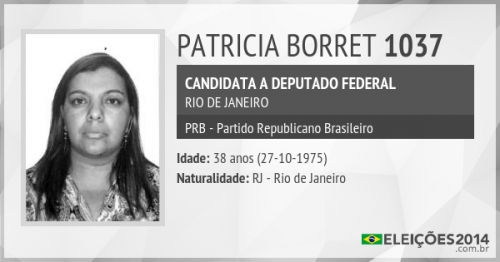 PATRICIA BORRET 1037
CANDIDATA A DEPUTADO FEDERAL
RIO DE JANEIRO
PRB - Partido Republicano Brasileiro
Idade: 38 anos (27-10-1975)
Naturalidade: RJ - Rio de Janeiro
ELEIÇÕES2014
.com.br